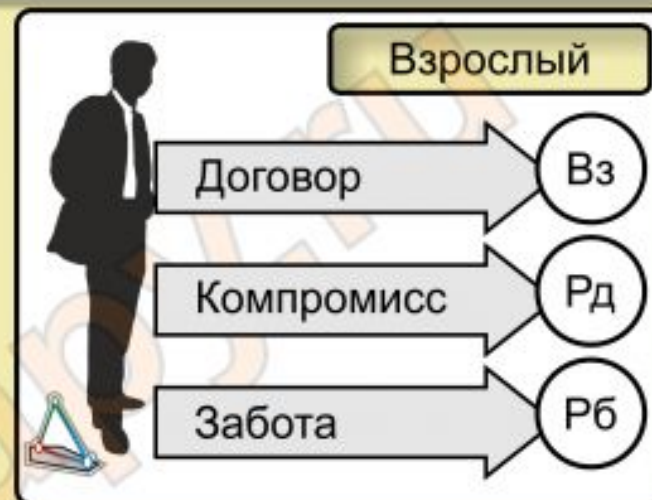 Взрослый
Договор
Вз
Компромисс
Рд
Забота
Рб